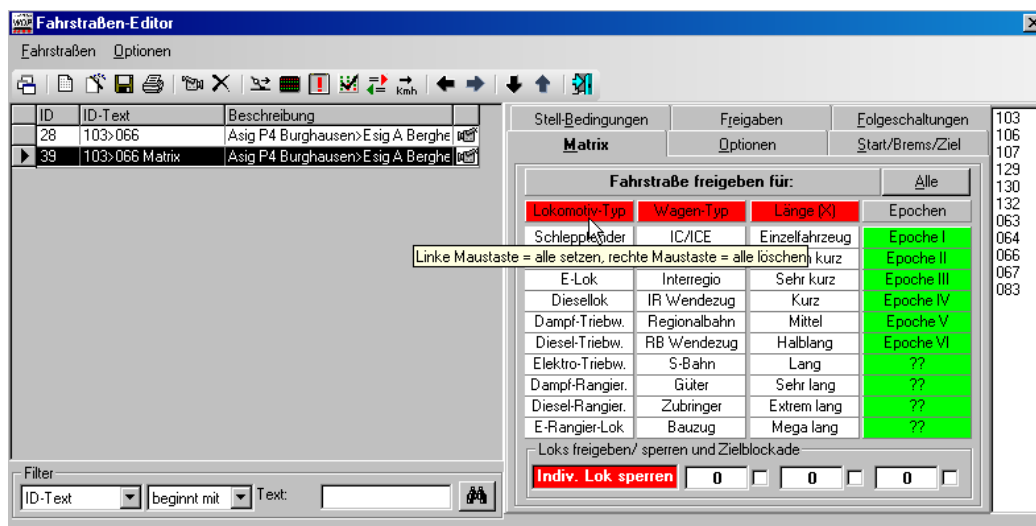 Fahrstraßen-Editor
Fahrstraßen Optionen
Kmh
ID ID-Text Beschreibung
28 103>066 Asig P4 Burghausen>Esig A Berghe
39 103>066 Matrix Asig P4 Burghausen>Esig A Berghe
Filter
ID-Text beginnt mit Text:
Stell-Bedingungen Freigaben Folgeschaltungen
Matrix Optionen Start/Brems/Ziel
Fahrstraße freigeben für: Alle
Lokomotiv-Typ Wagen-Typ Länge (X) Epochen
IC/ICE Einzelfahrzeug Epoche I
Linke Maustaste = alle setzen, rechte Maustaste = alle löschen kurz Epoche II
E-Lok Interregio Sehr kurz Epoche III
Diesellok IR Wendezug Kurz Epoche IV
Dampf-Triebw. Regionalbahn Mittel Epoche V
Diesel-Triebw. RB Wendezug Halblang Epoche VI
Elektro-Triebw. S-Bahn Lang ??
Dampf-Rangier. Güter Sehr lang ??
Diesel-Rangier. Zubringer Extrem lang ??
E-Rangier-Lok Bauzug Mega lang ??
Loks freigeben/ sperren und Zielblockade
Indiv. Lok sperren 0 0 0
103
106
107
129
130
132
063
064
066
067
083